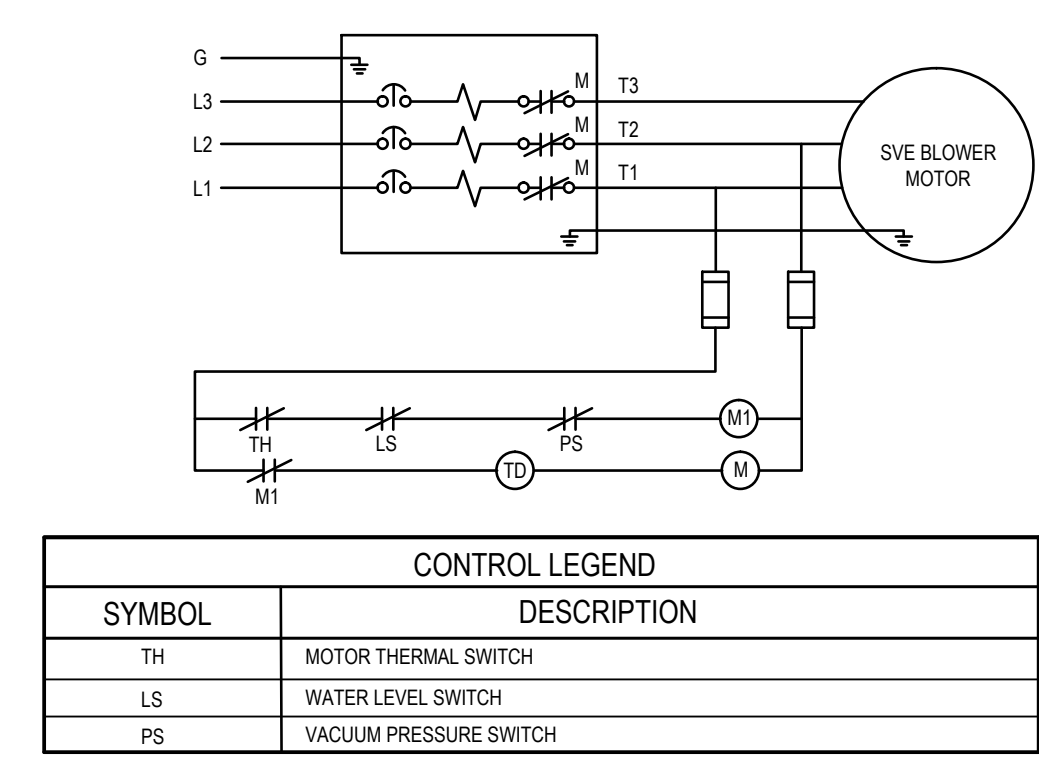 G
L3
M
T3
L2
M
T2
L1
M
T1
SVE BLOWER
MOTOR
TH
LS
PS
M1
M1
TD
M
CONTROL LEGEND
SYMBOL DESCRIPTION
TH MOTOR THERMAL SWITCH
LS WATER LEVEL SWITCH
PS VACUUM PRESSURE SWITCH